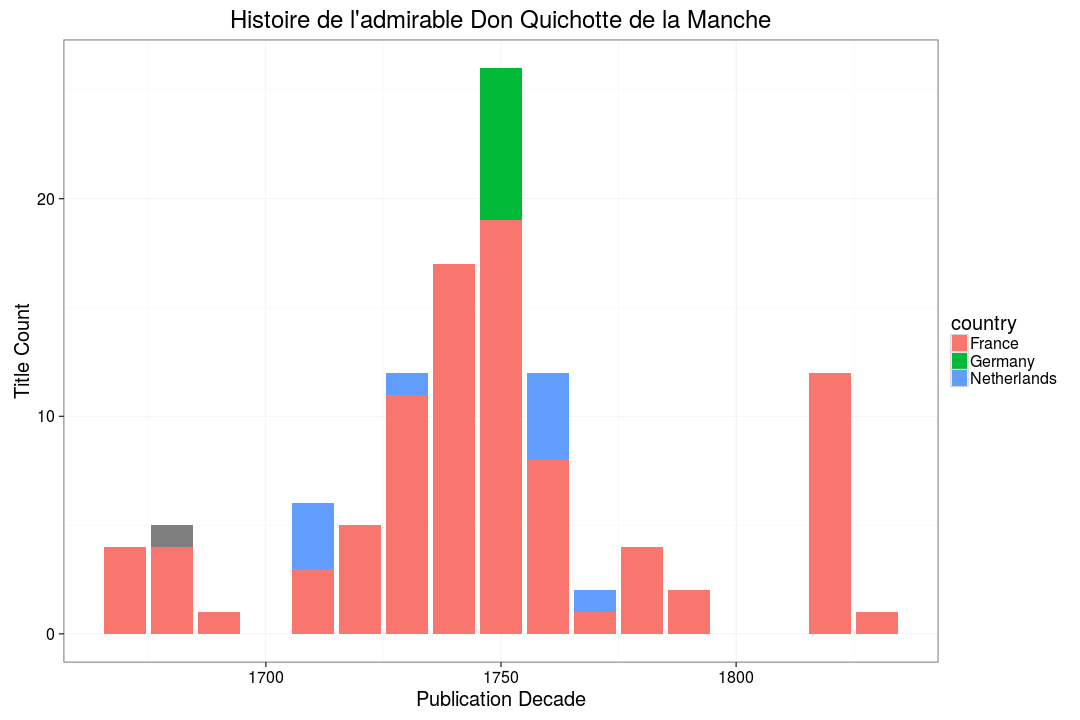 Histoire de l'admirable Don Quichotte de la Manche
Title Count
20
10
0
1700
1750
1800
Publication Decade
country
France
Germany
Netherlands